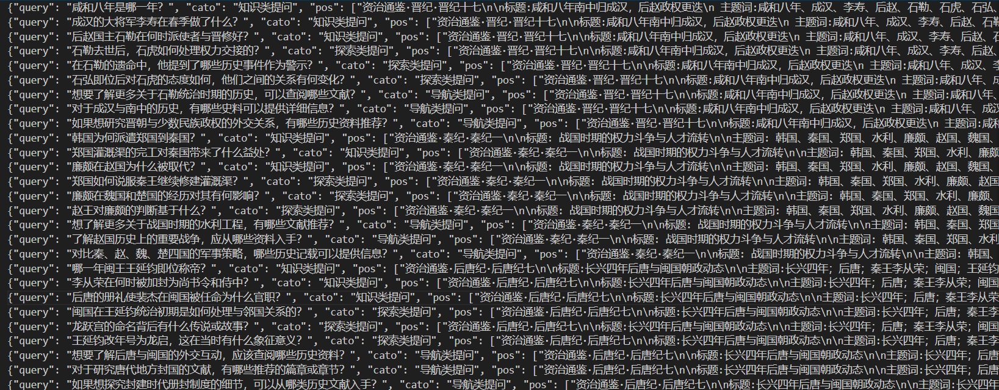 {"query": "咸和八年是哪一年？", "cato": "知识类提问", "pos": ["资治通鉴·晋纪·晋纪十七\n\n标题:咸和八年南中归成汉，后赵政权更迭\n 主题词:咸和八年、成汉、李寿、后赵、石勒、石虎、石弘、
{"query": "成汉的大将军李寿在春季做了什么？", "cato": "知识类提问", "pos": ["资治通鉴·晋纪·晋纪十七\n\n标题:咸和八年南中归成汉，后赵政权更迭\n 主题词:咸和八年、成汉、李寿、后赵、石勒
{"query": "后赵国主石勒在何时派使者与晋修好？", "cato": "知识类提问", "pos": ["资治通鉴·晋纪·晋纪十七\n\n标题:咸和八年南中归成汉，后赵政权更迭\n 主题词:咸和八年、成汉、李寿、后赵、石
{"query": "石勒去世后，石虎如何处理权力交接的？", "cato": "探索类提问", "pos": ["资治通鉴·晋纪·晋纪十七\n\n标题:咸和八年南中归成汉，后赵政权更迭\n 主题词:咸和八年、成汉、李寿、后赵、
{"query": "在石勒的遗命中，他提到了哪些历史事件作为警示？", "cato": "探索类提问", "pos": ["资治通鉴·晋纪·晋纪十七\n\n标题:咸和八年南中归成汉，后赵政权更迭\n 主题词:咸和八年、成汉、李
{"query": "石弘即位后对石虎的态度如何，他们之间的关系有何变化？", "cato": "探索类提问", "pos": ["资治通鉴·晋纪·晋纪十七\n\n标题:咸和八年南中归成汉，后赵政权更迭\n 主题词:咸和八年、成
{"query": "想要了解更多关于石勒统治时期的历史，可以查阅哪些文献？", "cato": "导航类提问", "pos": ["资治通鉴·晋纪·晋纪十七\n\n标题:咸和八年南中归成汉，后赵政权更迭\n 主题词:咸和八年、
{"query": "对于成汉与南中的历史，有哪些史料可以提供详细信息？", "cato": "导航类提问", "pos": ["资治通鉴·晋纪·晋纪十七\n\n标题:咸和八年南中归成汉，后赵政权更迭\n 主题词:咸和八年、成汉
{"query": "如果想研究晋朝与少数民族政权的外交关系，有哪些历史资料推荐？", "cato": "导航类提问", "pos": ["资治通鉴·晋纪·晋纪十七\n\n标题:咸和八年南中归成汉，后赵政权更迭\n 主题词:咸和
{"query": "韩国为何派遣郑国到秦国？", "cato": "知识类提问", "pos": ["资治通鉴·秦纪·秦纪一\n\n标题: 战国时期的权力斗争与人才流转\n\n主题词: 韩国、秦国、郑国、水利、廉颇、赵国、魏国、
{"query": "郑国灌溉渠的完工对秦国带来了什么益处？", "cato": "知识类提问", "pos": ["资治通鉴·秦纪·秦纪一\n\n标题: 战国时期的权力斗争与人才流转\n\n主题词: 韩国、秦国、郑国、水利、廉颇
{"query": "廉颇在赵国为什么被取代？", "cato": "知识类提问", "pos": ["资治通鉴·秦纪·秦纪一\n\n标题: 战国时期的权力斗争与人才流转\n\n主题词: 韩国、秦国、郑国、水利、廉颇、赵国、魏国、
{"query": "郑国如何说服秦王继续修建灌溉渠？", "cato": "探索类提问", "pos": ["资治通鉴·秦纪·秦纪一\n\n标题: 战国时期的权力斗争与人才流转\n\n主题词: 韩国、秦国、郑国、水利、廉颇、赵国
{"query": "廉颇在魏国和楚国的经历对其有何影响？", "cato": "探索类提问", "pos": ["资治通鉴·秦纪·秦纪一\n\n标题: 战国时期的权力斗争与人才流转\n\n主题词: 韩国、秦国、郑国、水利、廉颇、
{"query": "赵王对廉颇的判断基于什么？", "cato": "探索类提问", "pos": ["资治通鉴·秦纪·秦纪一\n\n标题: 战国时期的权力斗争与人才流转\n\n主题词: 韩国、秦国、郑国、水利、廉颇、赵国、魏国
{"query": "想了解更多关于战国时期的水利工程，有哪些文献推荐？", "cato": "导航类提问", "pos": ["资治通鉴·秦纪·秦纪一\n\n标题: 战国时期的权力斗争与人才流转\n\n主题词: 韩国、秦国、郑国
{"query": "了解赵国历史上的重要战争，应从哪些资料入手？", "cato": "导航类提问", "pos": ["资治通鉴·秦纪·秦纪一\n\n标题: 战国时期的权力斗争与人才流转\n\n主题词: 韩国、秦国、郑国、水利
{"query": "对比秦、赵、魏、楚四国的军事策略，哪些历史记载可以提供信息？", "cato": "导航类提问", "pos": ["资治通鉴·秦纪·秦纪一\n\n标题: 战国时期的权力斗争与人才流转\n\n主题词: 韩国、
{"query": "哪一年闽王王延钧即位称帝？", "cato": "知识类提问", "pos": ["资治通鉴·后唐纪·后唐纪七\n\n标题:长兴四年后唐与闽国朝政动态\n\n主题词:长兴四年；后唐；秦王李从荣；闽国；王延钧
{"query": "李从荣在何时被加封为尚书令和侍中？", "cato": "知识类提问", "pos": ["资治通鉴·后唐纪·后唐纪七\n\n标题:长兴四年后唐与闽国朝政动态\n\n主题词:长兴四年；后唐；秦王李从荣；闽国
{"query": "后唐的册礼使裴杰在闽国被任命为什么官职？", "cato": "知识类提问", "pos": ["资治通鉴·后唐纪·后唐纪七\n\n标题:长兴四年后唐与闽国朝政动态\n\n主题词:长兴四年；后唐；秦王李从荣
{"query": "闽国在王延钧统治初期是如何处理与邻国关系的？", "cato": "探索类提问", "pos": ["资治通鉴·后唐纪·后唐纪七\n\n标题:长兴四年后唐与闽国朝政动态\n\n主题词:长兴四年；后唐；秦王李
{"query": "龙跃宫的命名背后有什么传说或故事？", "cato": "探索类提问", "pos": ["资治通鉴·后唐纪·后唐纪七\n\n标题:长兴四年后唐与闽国朝政动态\n\n主题词:长兴四年；后唐；秦王李从荣；闽国
{"query": "王延钧改年号为龙启，这在当时有什么象征意义？", "cato": "探索类提问", "pos": ["资治通鉴·后唐纪·后唐纪七\n\n标题:长兴四年后唐与闽国朝政动态\n\n主题词:长兴四年；后唐；秦王李
{"query": "想要了解后唐与闽国的外交互动，应该查阅哪些历史资料？", "cato": "导航类提问", "pos": ["资治通鉴·后唐纪·后唐纪七\n\n标题:长兴四年后唐与闽国朝政动态\n\n主题词:长兴四年；后唐
{"query": "对于研究唐代地方封国的文献，有哪些推荐的篇章或章节？", "cato": "导航类提问", "pos": ["资治通鉴·后唐纪·后唐纪七\n\n标题:长兴四年后唐与闽国朝政动态\n\n主题词:长兴四年；后唐
{"query": "如果想探究封建时代册封制度的细节，可以从哪类历史文献入手？", "cato": "导航类提问", "pos": ["资治通鉴·后唐纪·后唐纪七\n\n标题:长兴四年后唐与闽国朝政动态\n\n主题词:长兴四年